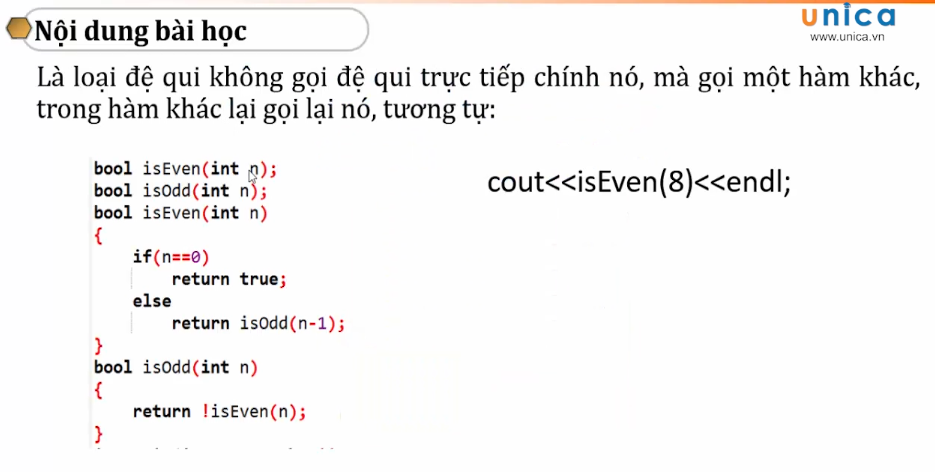 Nội dung bài học
unica
www.unica.vn
Là loại đệ qui không gọi đệ qui trực tiếp chính nó, mà gọi một hàm khác,
trong hàm khác lại gọi lại nó, tương tự:
bool isEven(int n);
bool isOdd(int n);
bool isEven(int n)
{
if(n==0)
return true;
else
return isOdd(n-1);
}
bool isOdd(int n)
{
return !isEven(n);
}
cout<<isEven(8)<<endl;